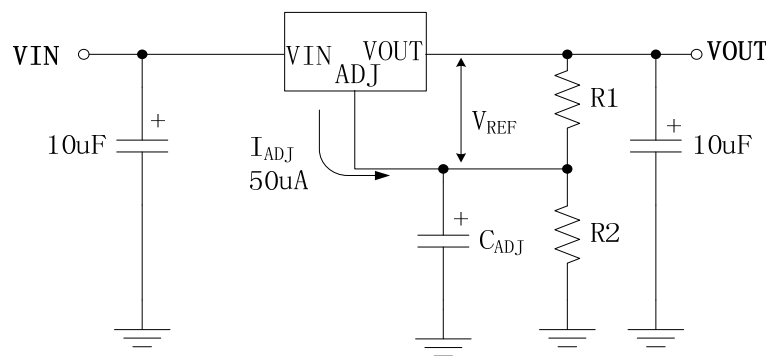 VIN
VIN
VOUT
ADJ
VOUT
R1
10uF
+
I_ADJ
50uA
V_REF
+
10uF
+
C_ADJ
R2